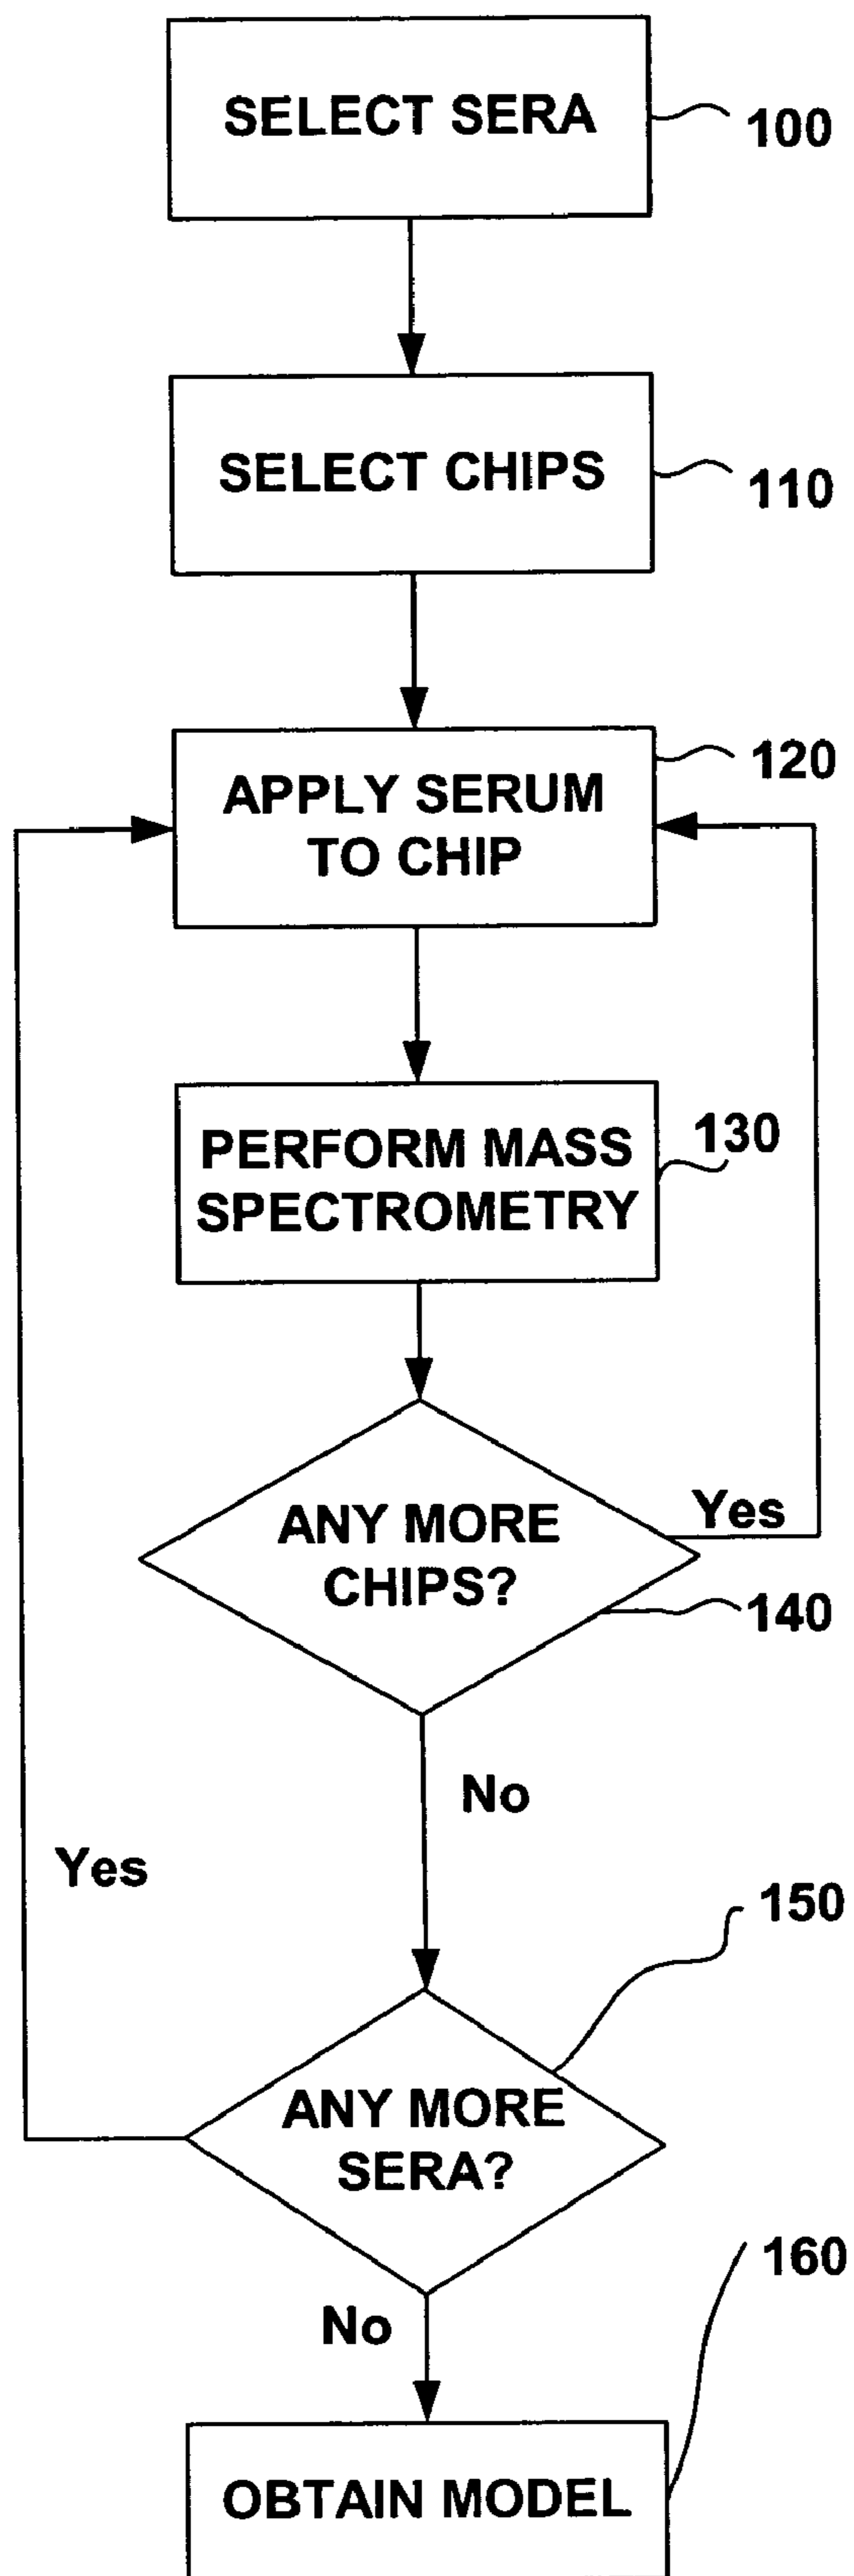 SELECT SERA
100
SELECT CHIPS
110
120
APPLY SERUM
TO CHIP
130
PERFORM MASS
SPECTROMETRY
ANY MORE
CHIPS?
Yes
140
No
Yes
150
ANY MORE
SERA?
160
No
OBTAIN MODEL